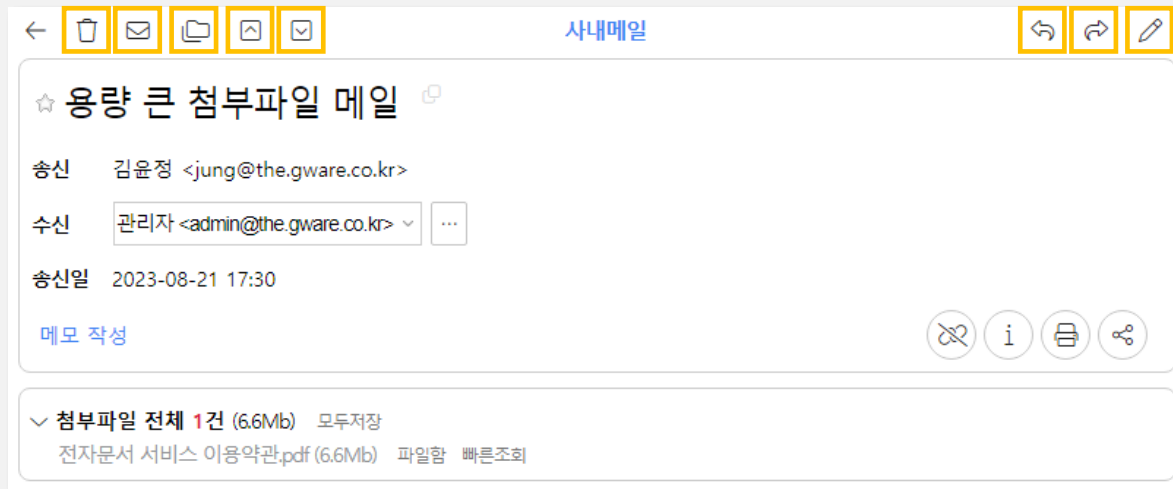 사내메일
용량 큰 첨부파일 메일
송신 김윤정 <jung@the.gware.co.kr>
수신 관리자 <admin@the.gware.co.kr> ...
송신일 2023-08-21 17:30
메모 작성
첨부파일 전체 1건 (6.6Mb) 모두저장
전자문서 서비스 이용약관.pdf (6.6Mb) 파일함 빠른조회